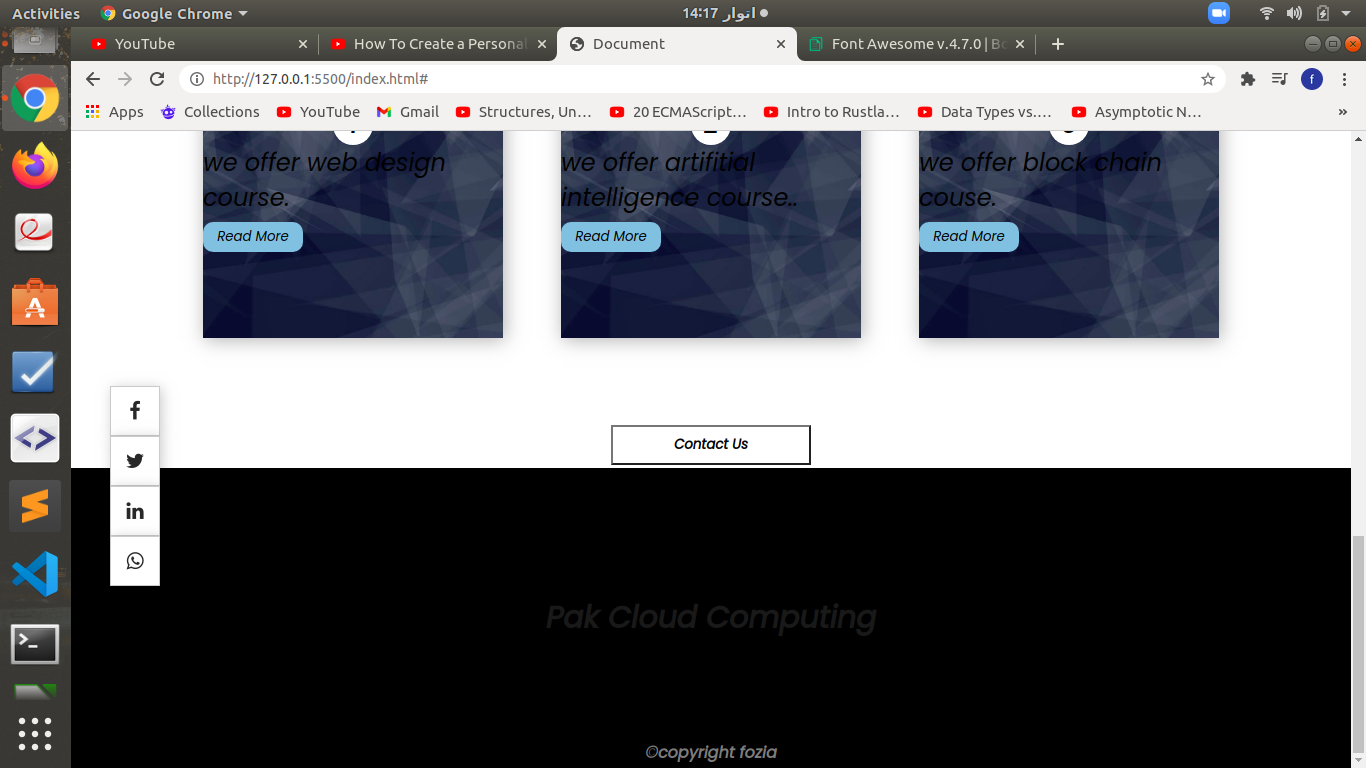 Activities
Google Chrome
14:17 اتوار
YouTube
How To Create a Personal
Document
Font Awesome v.4.7.0 | Bo
http://127.0.0.1:5500/index.html#
f
Apps
Collections
YouTube
Gmail
Structures, Un…
20 ECMAScript…
Intro to Rustla…
Data Types vs.…
Asymptotic N…
»
we offer web design
course.
Read More
we offer artifitial
intelligence course..
Read More
we offer block chain
couse.
Read More
Contact Us
Pak Cloud Computing
©copyright fozia